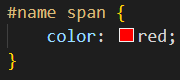 #name span {
    color: red;
}